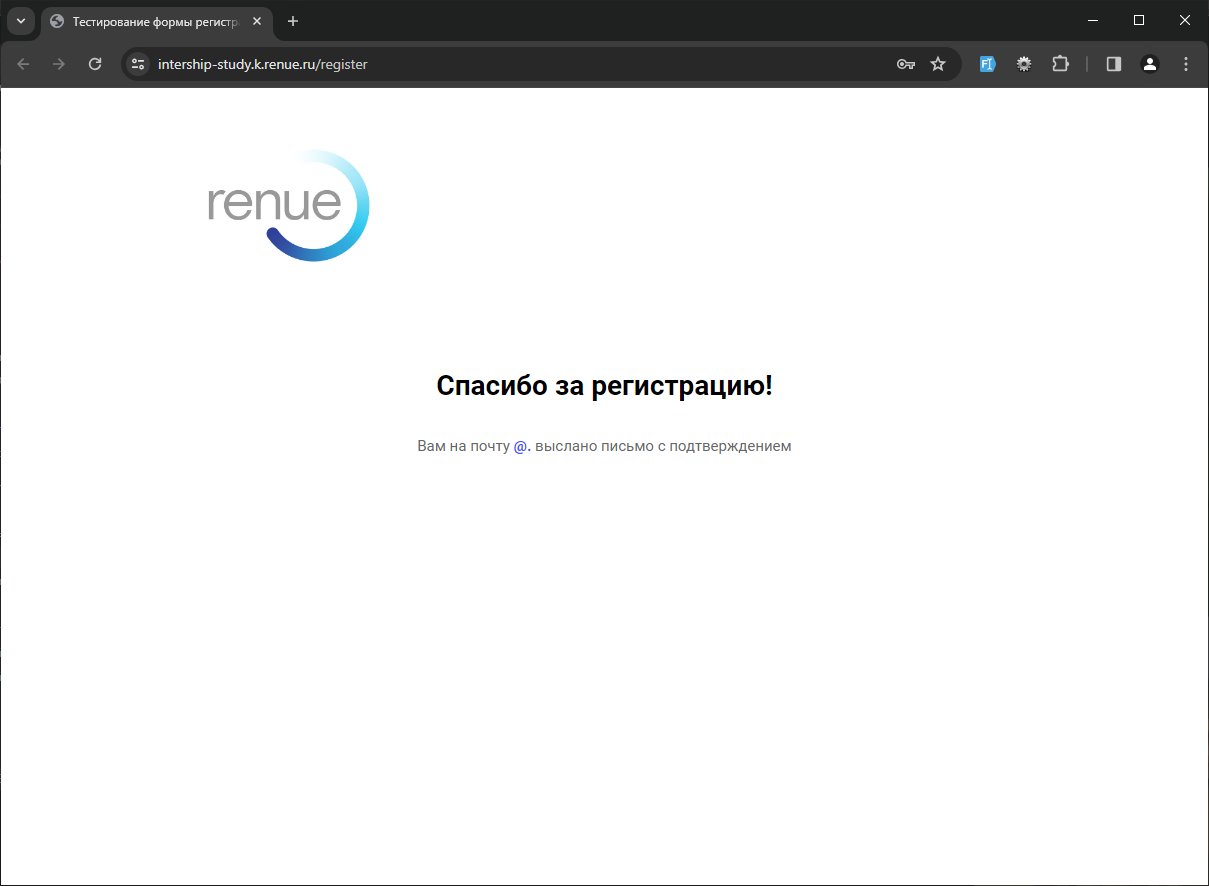 Тестирование формы регистр
intership-study.k.renue.ru/register
renue
Спасибо за регистрацию!
Вам на почту @. выслано письмо с подтверждением